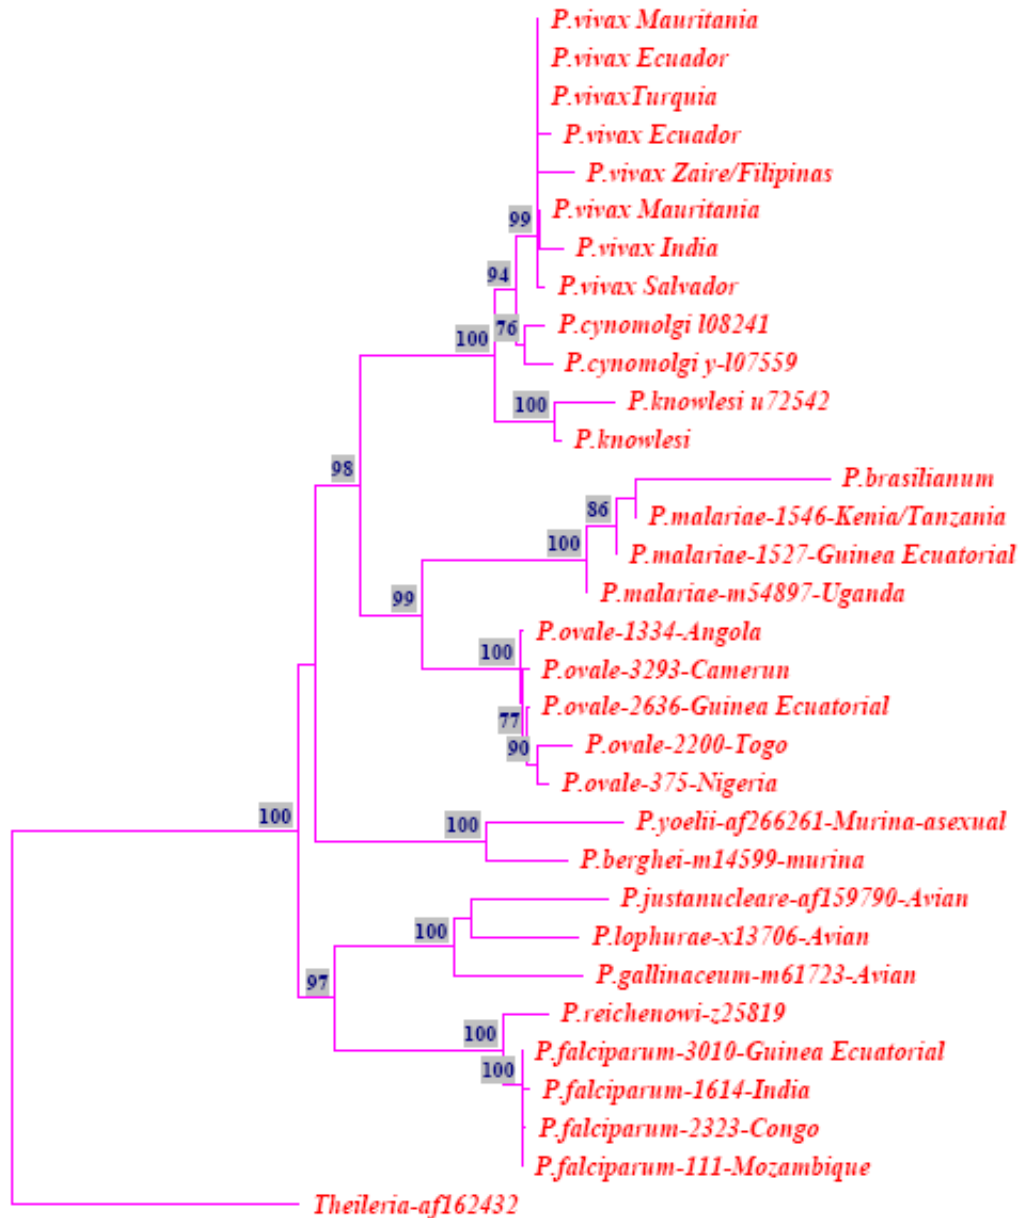 P.vivax Mauritania
P.vivax Ecuador
P.vivaxTurquia
P.vivax Ecuador
P.vivax Zaire/Filipinas
P.vivax Mauritania
99
P.vivax India
94
P.vivax Salvador
76
P.cynomolgi l08241
100
P.cynomolgi y-l07559
P.knowlesi u72542
100
P.knowlesi
98
P.brasilianum
86
P.malariae-1546-Kenia/Tanzania
100
P.malariae-1527-Guinea Ecuatorial
99
P.malariae-m54897-Uganda
P.ovale-1334-Angola
100
P.ovale-3293-Camerun
77
P.ovale-2636-Guinea Ecuatorial
90
P.ovale-2200-Togo
P.ovale-375-Nigeria
100
100
P.yoelii-af266261-Murina-asexual
P.berghei-m14599-murina
P.justanucleare-af159790-Avian
100
P.lophurae-x13706-Avian
97
P.gallinaceum-m61723-Avian
P.reichenowi-z25819
100
P.falciparum-3010-Guinea Ecuatorial
100
P.falciparum-1614-India
P.falciparum-2323-Congo
P.falciparum-111-Mozambique
Theileria-af162432